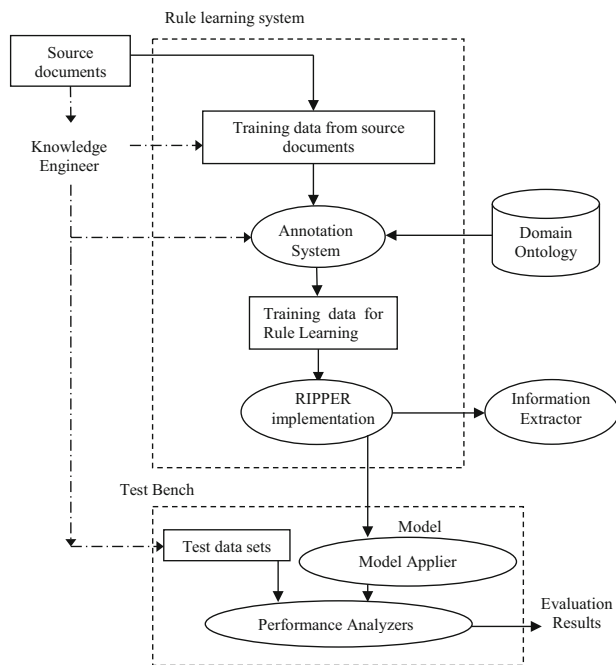 Rule learning system
Source
documents
Training data from source
documents
Knowledge
Engineer
Annotation
System
Domain
Ontology
Training data for
Rule Learning
RIPPER
implementation
Information
Extractor
Test Bench
Model
Test data sets
Model Applier
Performance Analyzers
Evaluation
Results